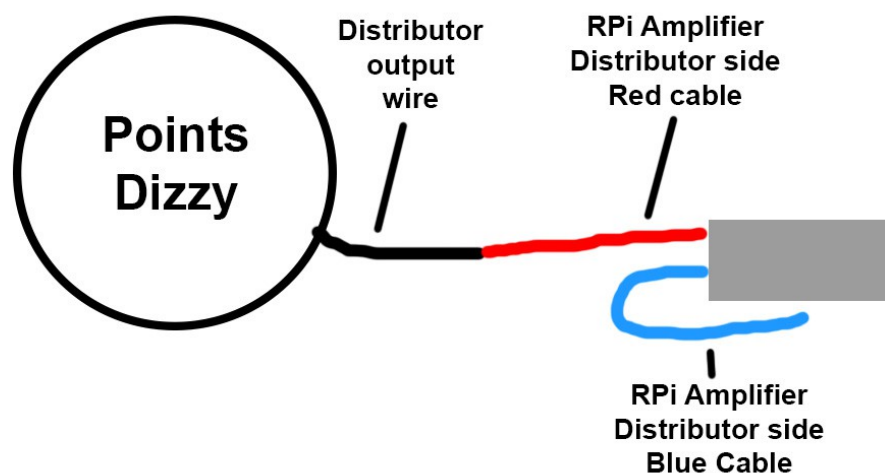 Distributor
output
wire
RPi Amplifier
Distributor side
Red cable
Points
Dizzy
RPi Amplifier
Distributor side
Blue Cable